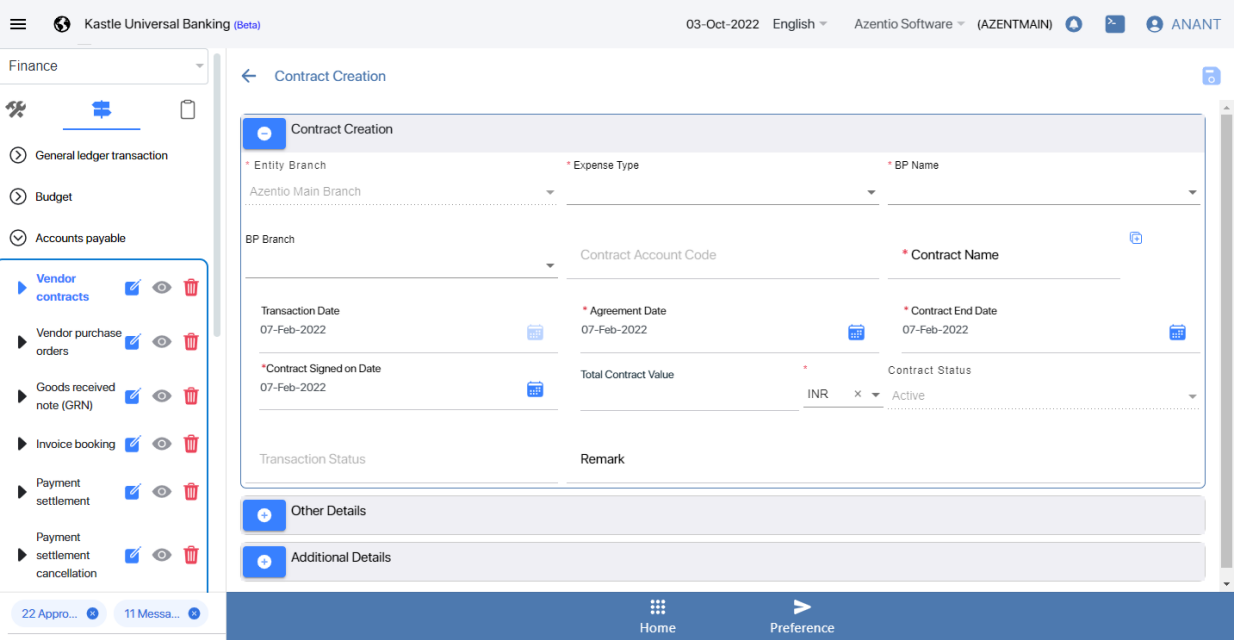 Kastle Universal Banking (Beta)
03-Oct-2022 English Azentio Software (AZENTMAIN) ANANT
Finance
General ledger transaction
Budget
Accounts payable
Vendor
contracts
Vendor purchase
orders
Goods received
note (GRN)
Invoice booking
Payment
settlement
Payment
settlement
cancellation
22 Appro... 11 Messa...
Contract Creation
Contract Creation
* Entity Branch * Expense Type * BP Name
Azentio Main Branch
BP Branch
Contract Account Code * Contract Name
Transaction Date * Agreement Date * Contract End Date
07-Feb-2022 07-Feb-2022 07-Feb-2022
*Contract Signed on Date Total Contract Value * Contract Status
07-Feb-2022 INR × Active
Transaction Status Remark
Other Details
Additional Details
Home Preference